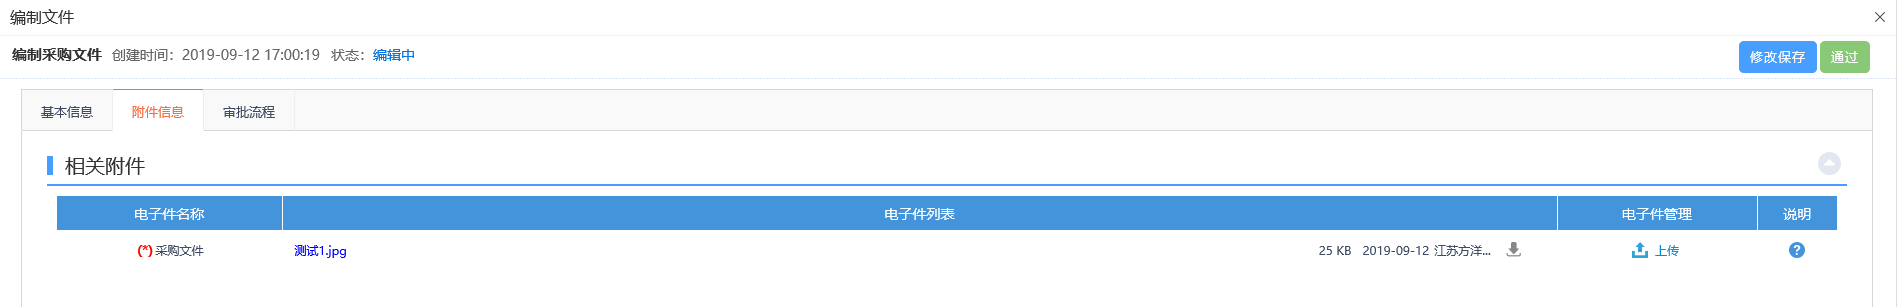 编制文件
编制采购文件 创建时间：2019-09-12 17:00:19 状态：编辑中 修改保存 通过
基本信息 附件信息 审批流程
相关附件
电子件名称 电子件列表 电子件管理 说明
(*) 采购文件 测试1.jpg 25 KB 2019-09-12 江苏方洋... 上传